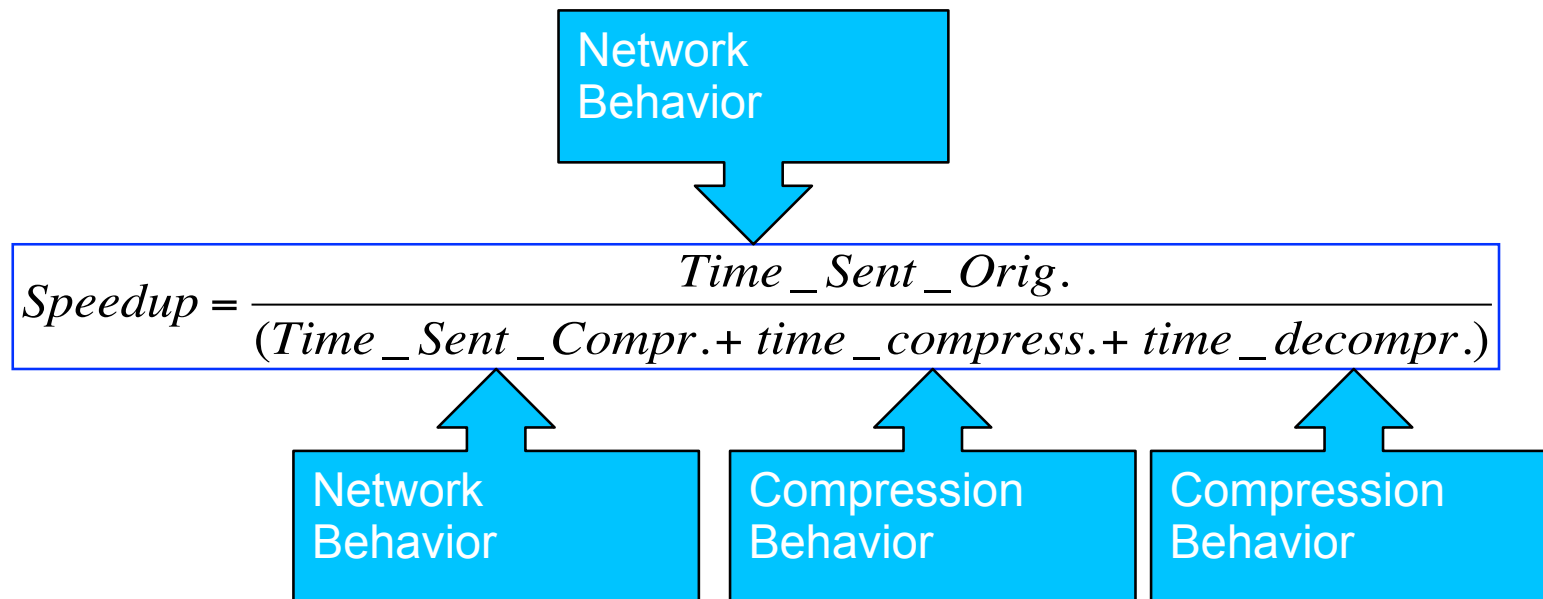 Network
Behavior
Time_Sent_Orig.
Speedup =
(Time_Sent_Compr.+ time_compress.+ time_decompr.)
Network
Behavior
Compression
Behavior
Compression
Behavior